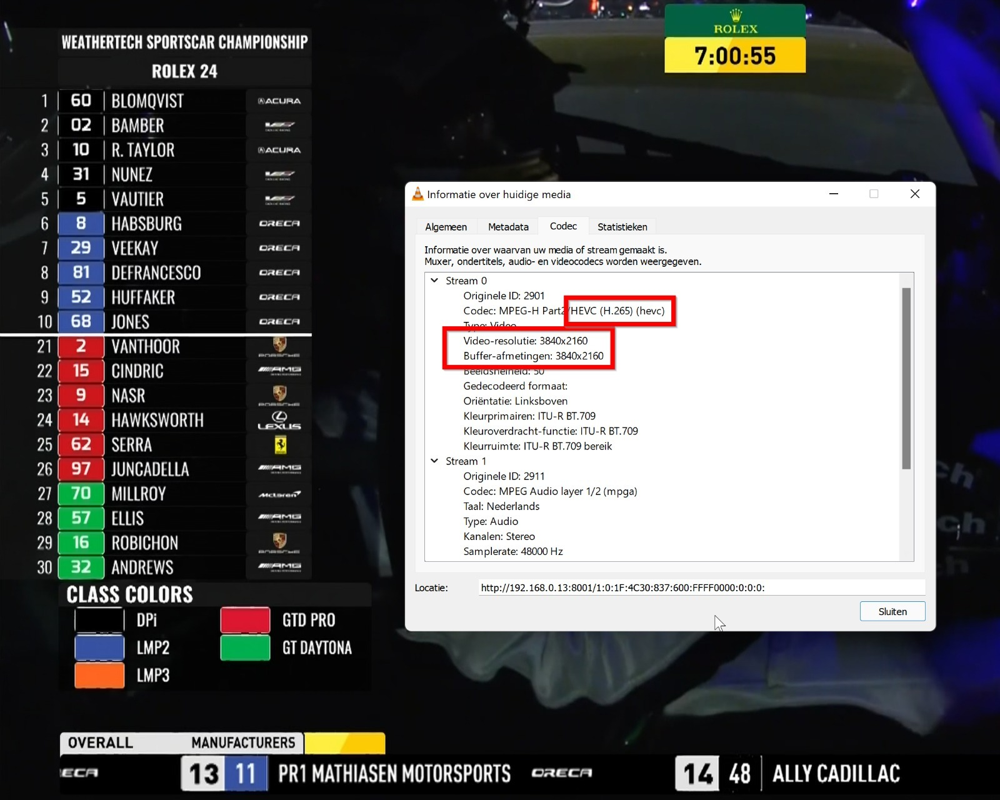 WEATHERTECH SPORTSCAR CHAMPIONSHIP
ROLEX 24
ROLEX
7:00:55
1 60 BLOMQVIST ACURA
2 02 BAMBER
3 10 R. TAYLOR ACURA
4 31 NUNEZ
5 5 VAUTIER
6 8 HABSBURG ORECA
7 29 VEEKAY ORECA
8 81 DEFRANCESCO ORECA
9 52 HUFFAKER ORECA
10 68 JONES ORECA
21 2 VANTHOOR PORSCHE
22 15 CINDRIC AMG
23 9 NASR PORSCHE
24 14 HAWKSWORTH LEXUS
25 62 SERRA
26 97 JUNCADELLA AMG
27 70 MILLROY McLaren
28 57 ELLIS AMG
29 16 ROBICHON PORSCHE
30 32 ANDREWS AMG
CLASS COLORS
DPi GTD PRO
LMP2 GT DAYTONA
LMP3
OVERALL MANUFACTURERS
ECA 13 11 PR1 MATHIASEN MOTORSPORTS ORECA 14 48 ALLY CADILLAC
Informatie over huidige media
Algemeen Metadata Codec Statistieken
Informatie over waarvan uw media of stream gemaakt is.
Muxer, ondertitels, audio- en videocodecs worden weergegeven.
Stream 0
Originele ID: 2901
Codec: MPEG-H Part2/HEVC (H.265) (hevc)
Type: Video
Video-resolutie: 3840x2160
Buffer-afmetingen: 3840x2160
Beeldsnelheid: 50
Gedecodeerd formaat:
Oriëntatie: Linksboven
Kleurprimairen: ITU-R BT.709
Kleuroverdracht-functie: ITU-R BT.709
Kleurruimte: ITU-R BT.709 bereik
Stream 1
Originele ID: 2911
Codec: MPEG Audio layer 1/2 (mpga)
Taal: Nederlands
Type: Audio
Kanalen: Stereo
Samplerate: 48000 Hz
Locatie: http://192.168.0.13:8001/1:0:1F:4C30:837:600:FFFF0000:0:0:0:
Sluiten
ch
ch
ch